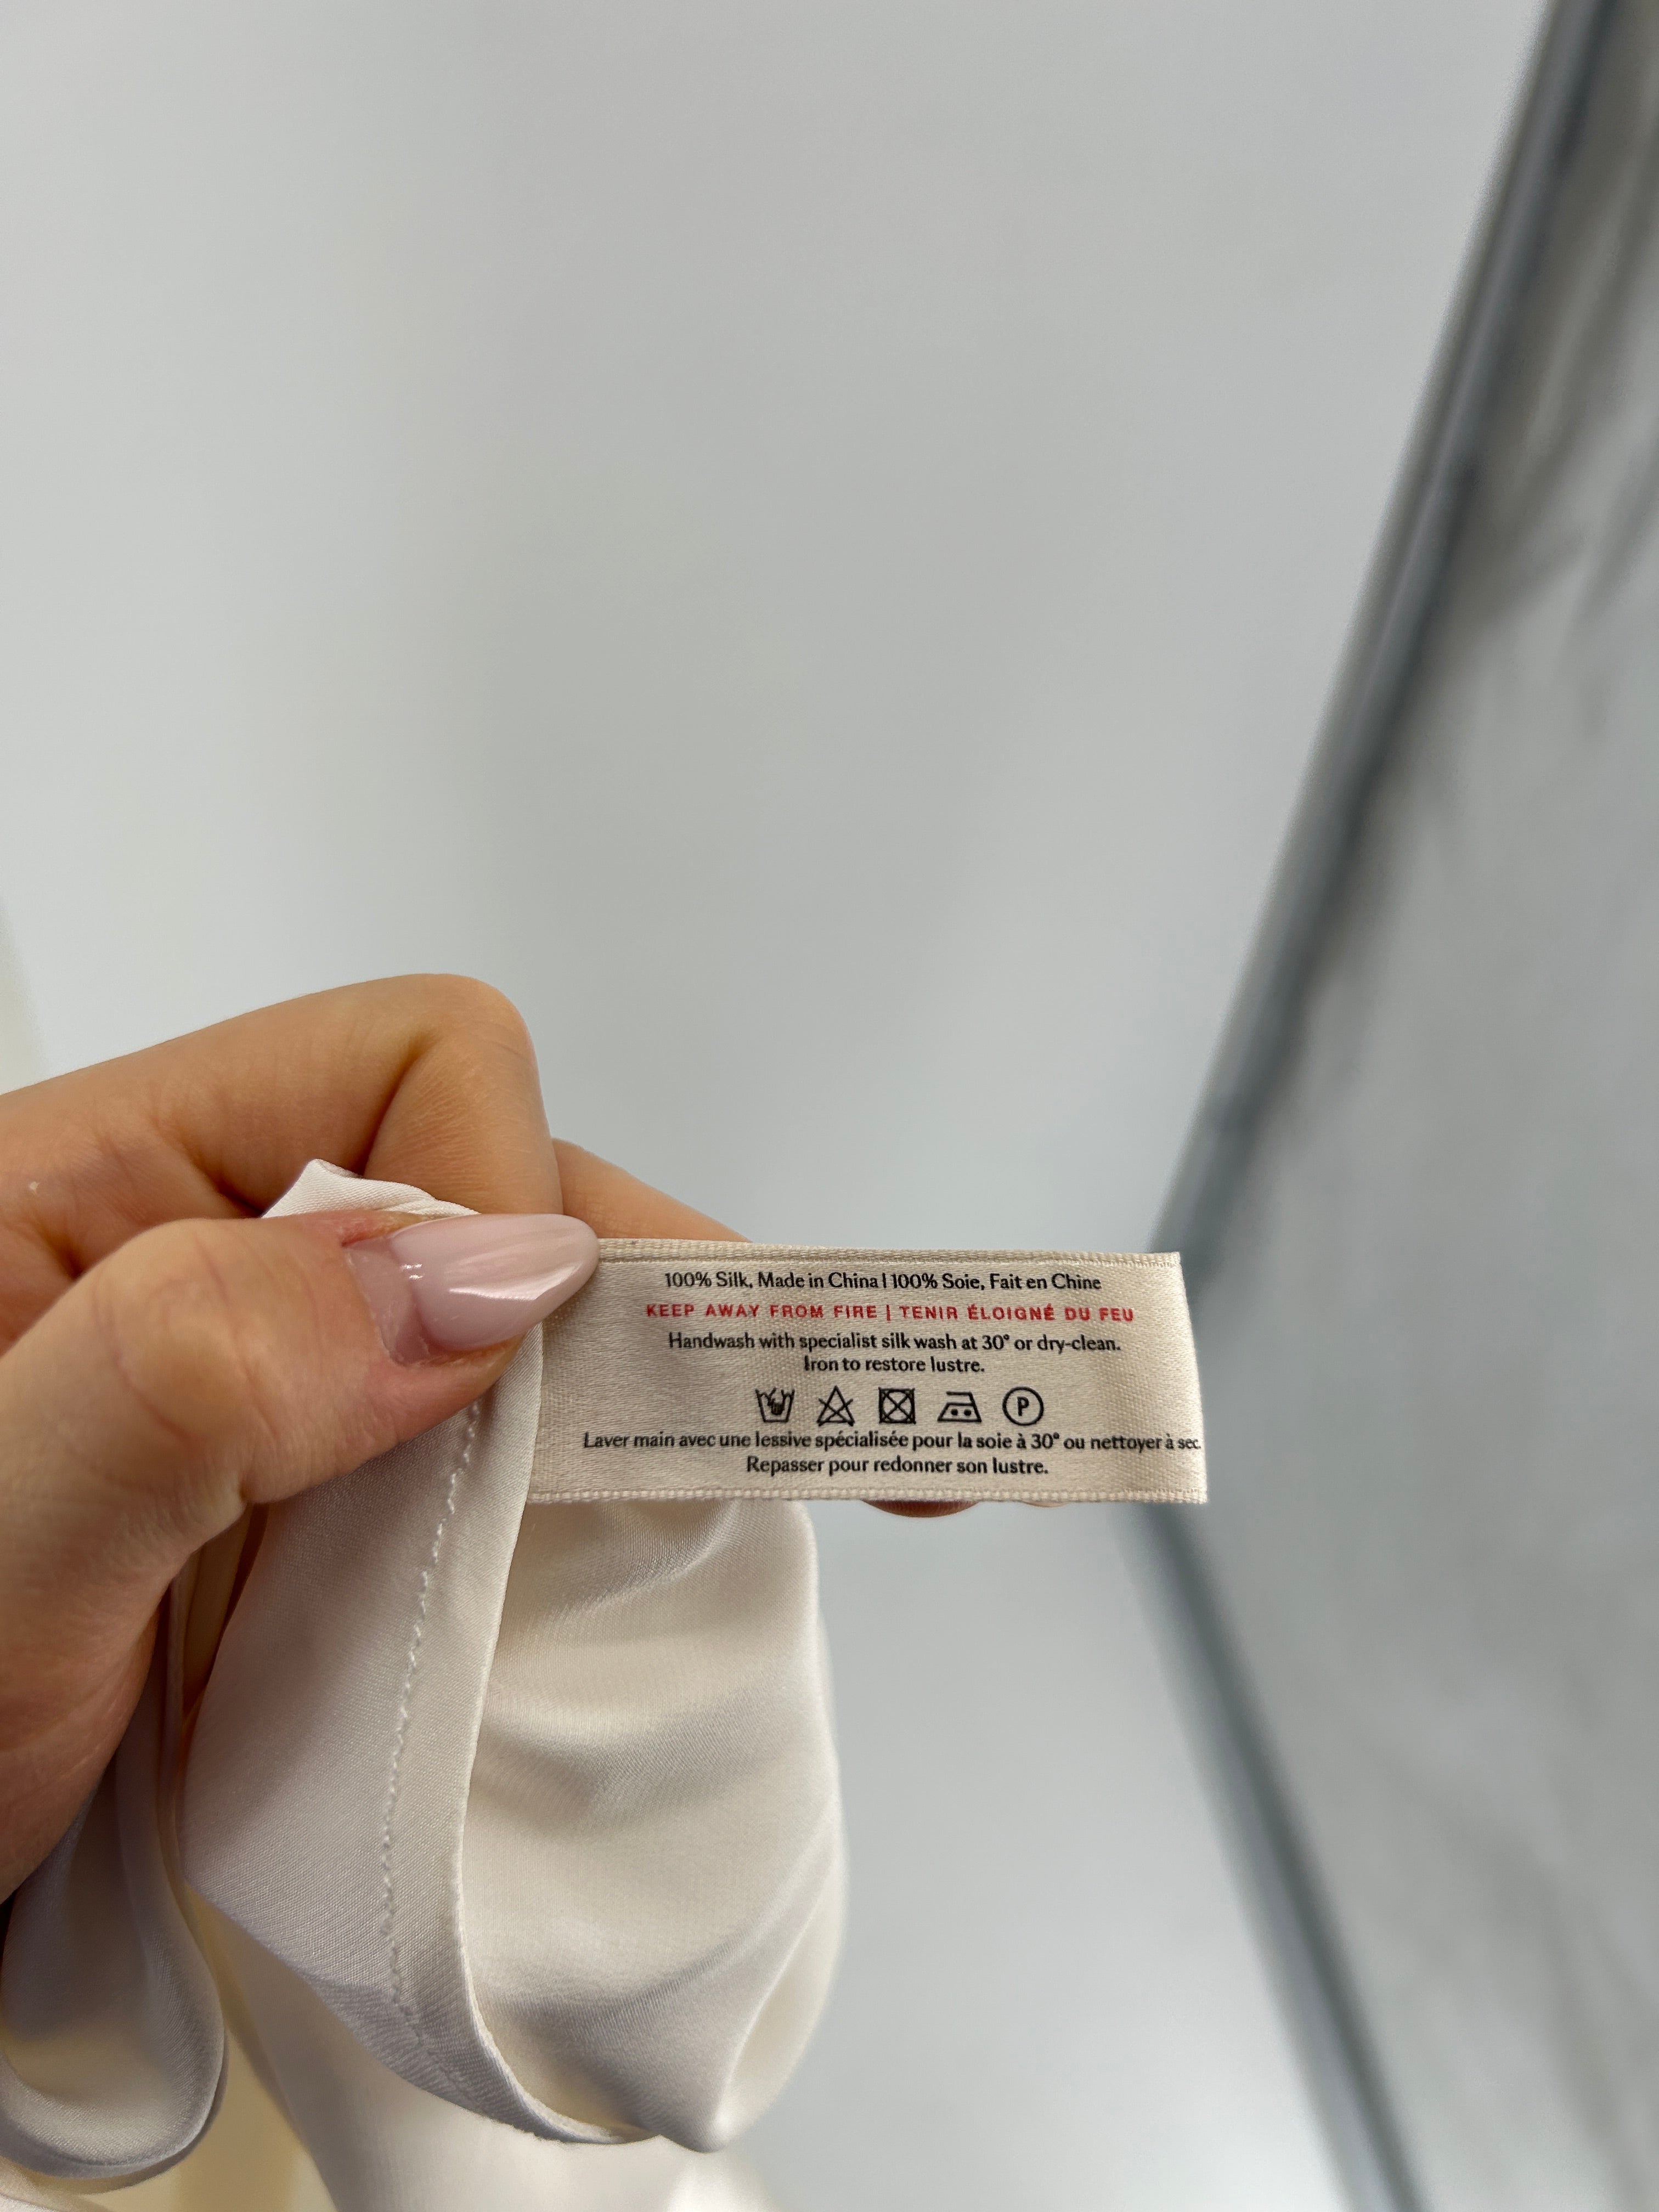 100% Silk, Made in China | 100% Soie, Fait en Chine
KEEP AWAY FROM FIRE | TENIR ÉLOIGNÉ DU FEU
Handwash with specialist silk wash at 30° or dry-clean.
Iron to restore lustre.
P
Laver main avec une lessive spécialisée pour la soie à 30° ou nettoyer à sec.
Repasser pour redonner son lustre.